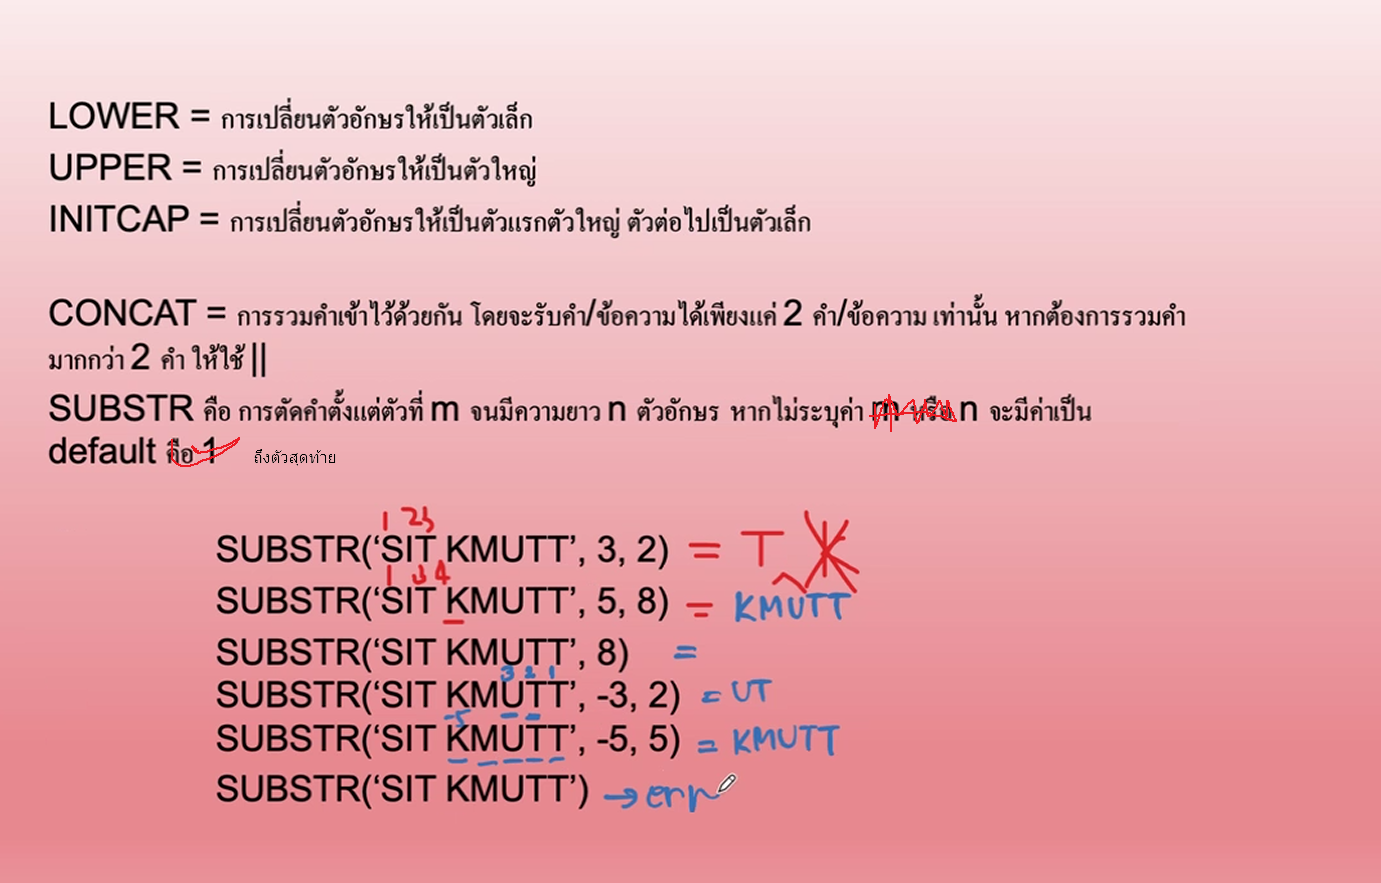 LOWER = การเปลี่ยนตัวอักษรให้เป็นตัวเล็ก
UPPER = การเปลี่ยนตัวอักษรให้เป็นตัวใหญ่
INITCAP = การเปลี่ยนตัวอักษรให้เป็นตัวแรกตัวใหญ่ ตัวต่อไปเป็นตัวเล็ก
CONCAT = การรวมคำเข้าไว้ด้วยกัน โดยจะรับคำ/ข้อความได้เพียงแค่ 2 คำ/ข้อความ เท่านั้น หากต้องการรวมคำ
มากกว่า 2 คำ ให้ใช้ ||
SUBSTR คือ การตัดคำตั้งแต่ตัวที่ m จนมีความยาว n ตัวอักษร หากไม่ระบุค่า m หรือ n จะมีค่าเป็น
default คือ 1 ถึงตัวสุดท้าย
1 2 3
SUBSTR(‘SIT KMUTT’, 3, 2) = T
1 3 4
SUBSTR(‘SIT KMUTT’, 5, 8) = KMUTT
SUBSTR(‘SIT KMUTT’, 8) =
3 2 1
SUBSTR(‘SIT KMUTT’, -3, 2) = UT
-5
SUBSTR(‘SIT KMUTT’, -5, 5) = KMUTT
SUBSTR(‘SIT KMUTT’) →